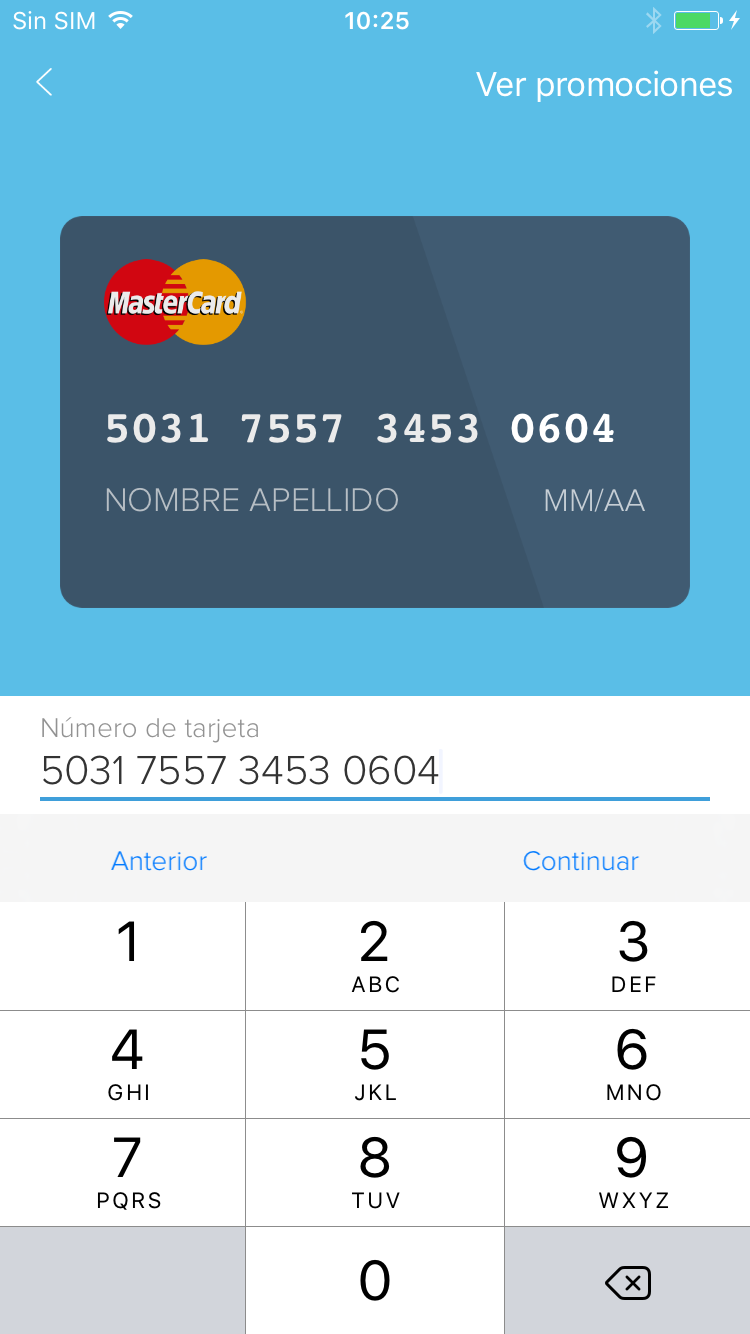 Sin SIM 10:25
Ver promociones
MasterCard
5031 7557 3453 0604
NOMBRE APELLIDO MM/AA
Número de tarjeta
5031 7557 3453 0604
Anterior Continuar
1 2 3
ABC DEF
4 5 6
GHI JKL MNO
7 8 9
PQRS TUV WXYZ
0